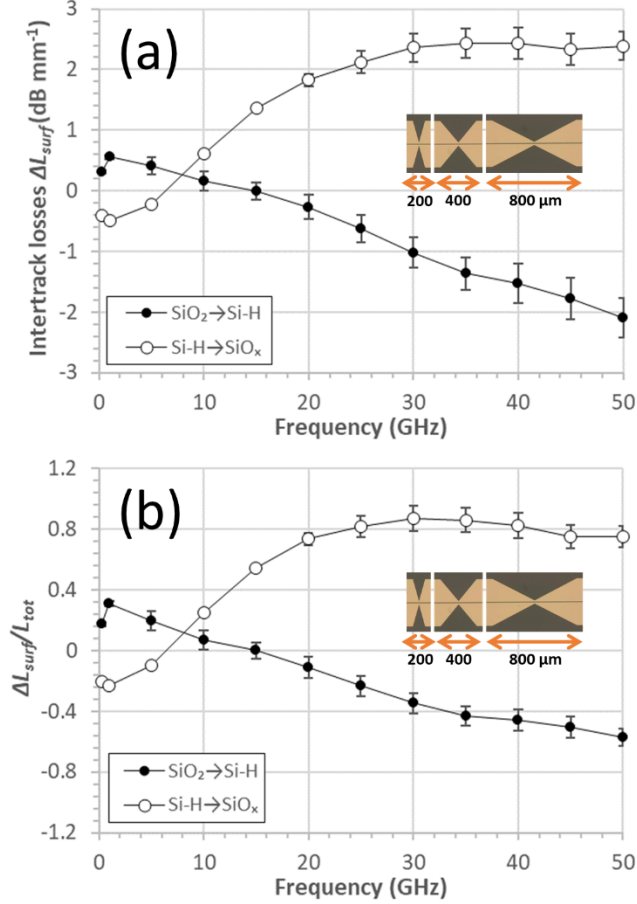 (a)
Intertrack losses ΔLsurf (dB mm⁻¹)
3
2
1
0
-1
-2
-3
200 400 800 µm
SiO₂→Si-H
Si-H→SiOₓ
0 10 20 30 40 50
Frequency (GHz)
(b)
ΔLsurf/Ltot
1.2
0.8
0.4
0
-0.4
-0.8
-1.2
200 400 800 µm
SiO₂→Si-H
Si-H→SiOₓ
0 10 20 30 40 50
Frequency (GHz)